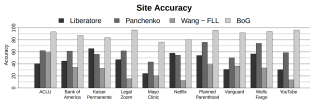 Site Accuracy
Liberatore Panchenko Wang − FLL BoG
Accuracy
0 20 40 60 80 100
ACLU Bank of America Kaiser Permanente Legal Zoom Mayo Clinic Netflix Planned Parenthood Vanguard Wells Fargo YouTube